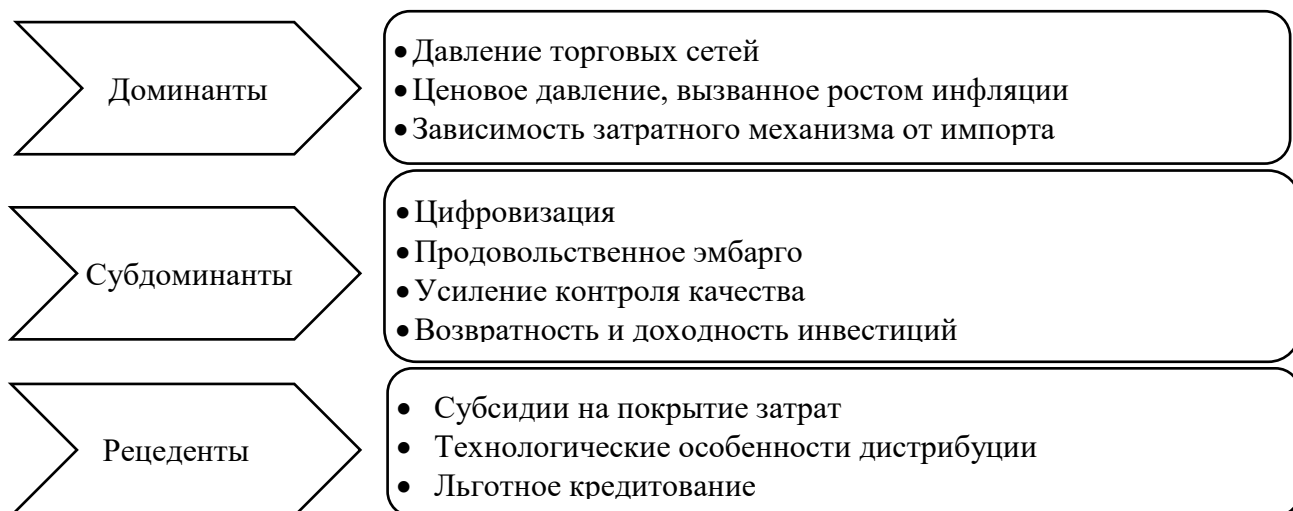 Доминанты
• Давление торговых сетей
• Ценовое давление, вызванное ростом инфляции
• Зависимость затратного механизма от импорта
Субдоминанты
• Цифровизация
• Продовольственное эмбарго
• Усиление контроля качества
• Возвратность и доходность инвестиций
Рецеденты
• Субсидии на покрытие затрат
• Технологические особенности дистрибуции
• Льготное кредитование